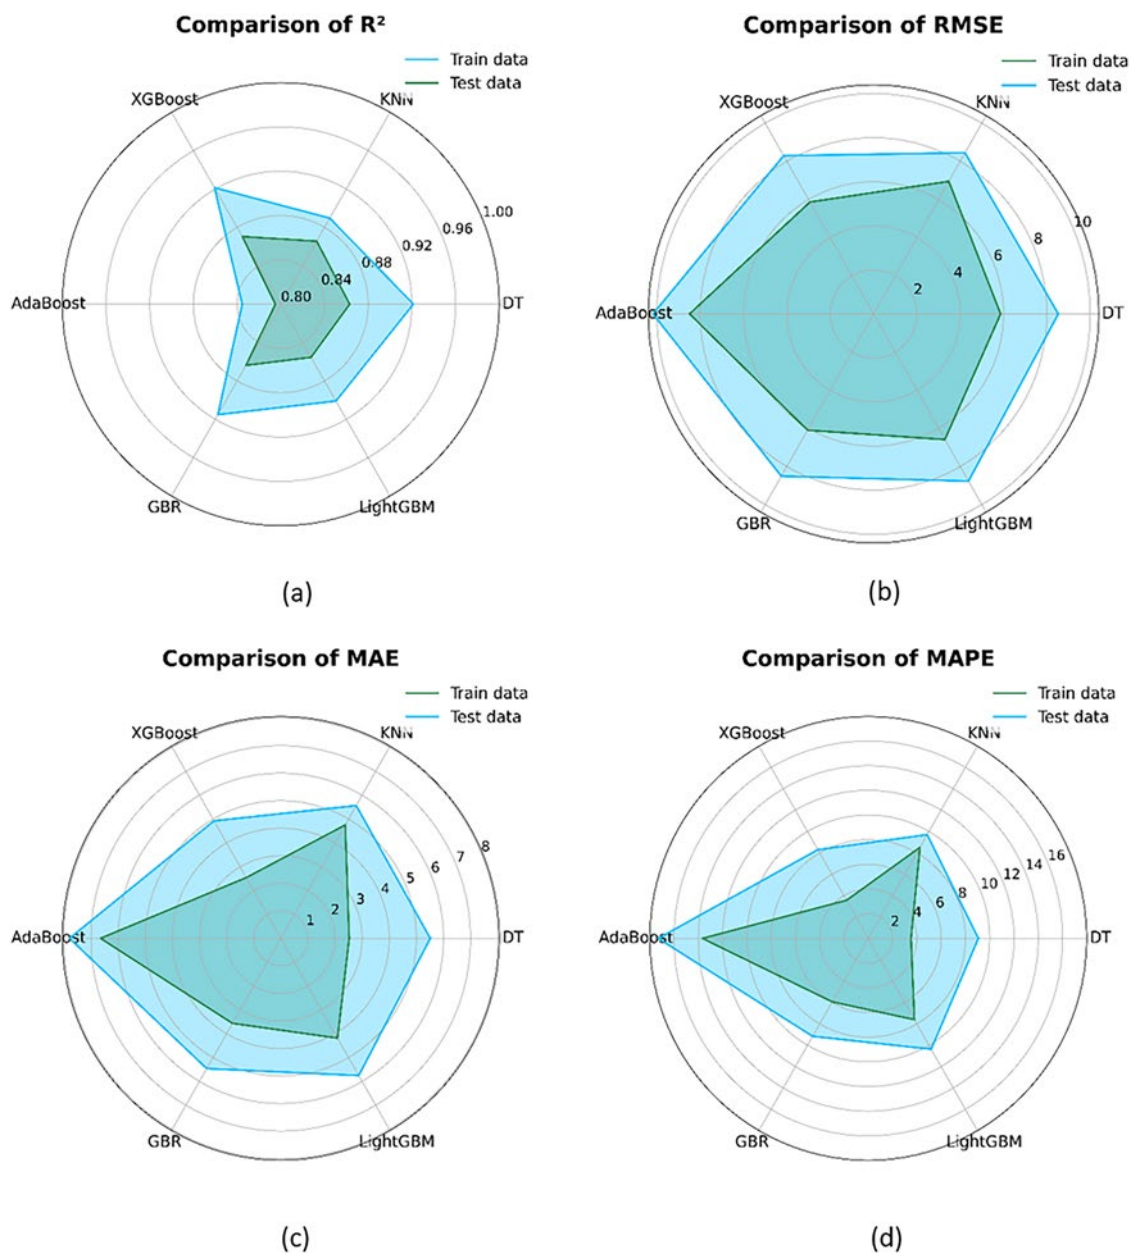 Comparison of R²
Train data
Test data
XGBoost
KNN
1.00
0.96
0.92
0.88
0.84
0.80
AdaBoost
DT
GBR
LightGBM
(a)
Comparison of RMSE
Train data
Test data
XGBoost
KNN
10
8
6
4
2
AdaBoost
DT
GBR
LightGBM
(b)
Comparison of MAE
Train data
Test data
XGBoost
KNN
8
7
6
5
4
3
2
1
AdaBoost
DT
GBR
LightGBM
(c)
Comparison of MAPE
Train data
Test data
XGBoost
KNN
16
14
12
10
8
6
4
2
AdaBoost
DT
GBR
LightGBM
(d)